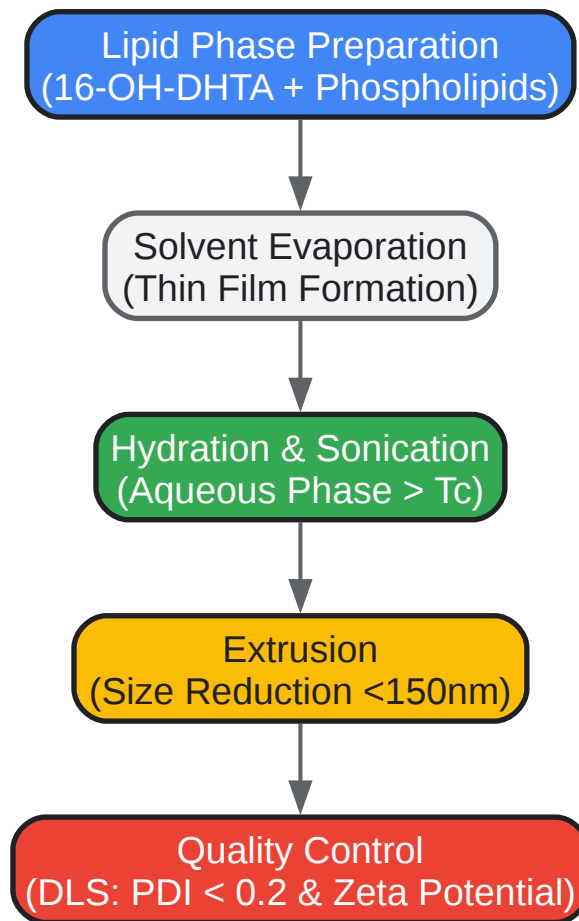 Lipid Phase Preparation
(16-OH-DHTA + Phospholipids)
Solvent Evaporation
(Thin Film Formation)
Hydration & Sonication
(Aqueous Phase > Tc)
Extrusion
(Size Reduction <150nm)
Quality Control
(DLS: PDI < 0.2 & Zeta Potential)